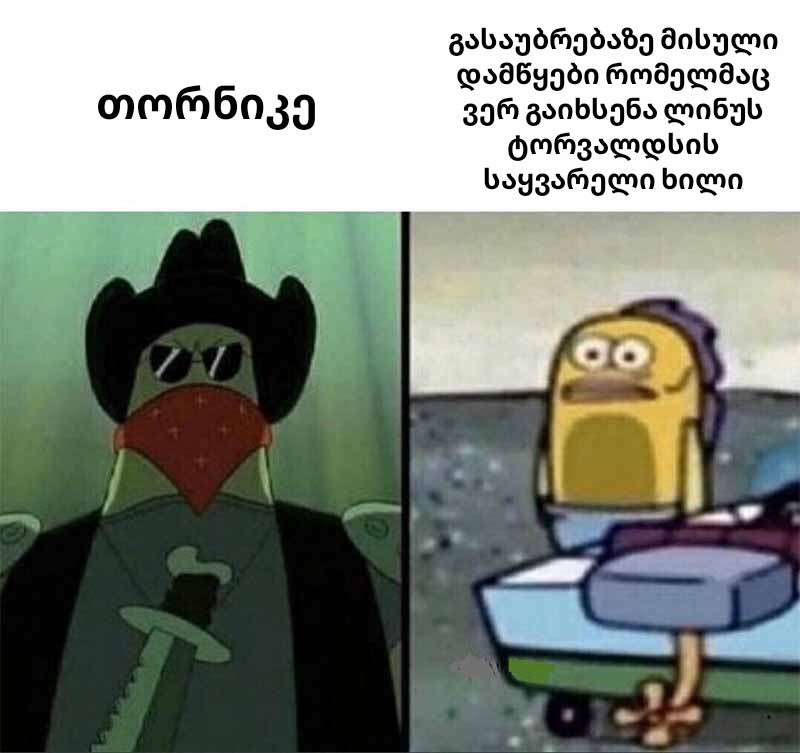 თორნიკე
გასაუბრებაზე მისული
დამწყები რომელმაც
ვერ გაიხსენა ლინუს
ტორვალდსის
საყვარელი ხილი